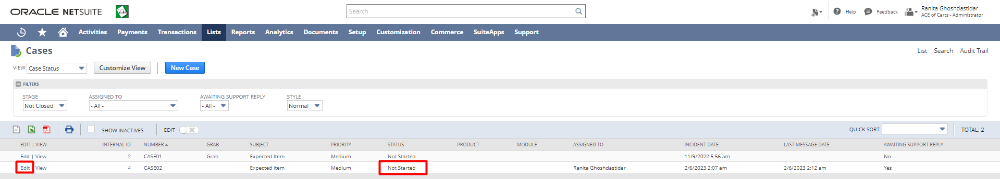 ORACLE NETSUITE
Search
Help
Feedback
Ranita Ghoshdastidar
ACE of Carts - Administrator
Activities Payments Transactions Lists Reports Analytics Documents Setup Customization Commerce SuiteApps Support
Cases
List Search Audit Trail
VIEW Case Status Customize View New Case
FILTERS
STAGE ASSIGNED TO AWAITING SUPPORT REPLY STYLE
Not Closed - All - - All - Normal
SHOW INACTIVES EDIT QUICK SORT TOTAL: 2
EDIT | VIEW INTERNAL ID NUMBER ▲ GRAB SUBJECT PRIORITY STATUS PRODUCT MODULE ASSIGNED TO INCIDENT DATE LAST MESSAGE DATE AWAITING SUPPORT REPLY
Edit | View 2 CASE01 Grab Expected Item Medium Not Started 11/9/2022 5:56 am No
Edit View 4 CASE02 Expected Item Medium Not Started Ranita Ghoshdastidar 2/6/2023 2:07 am 2/6/2023 2:12 am Yes